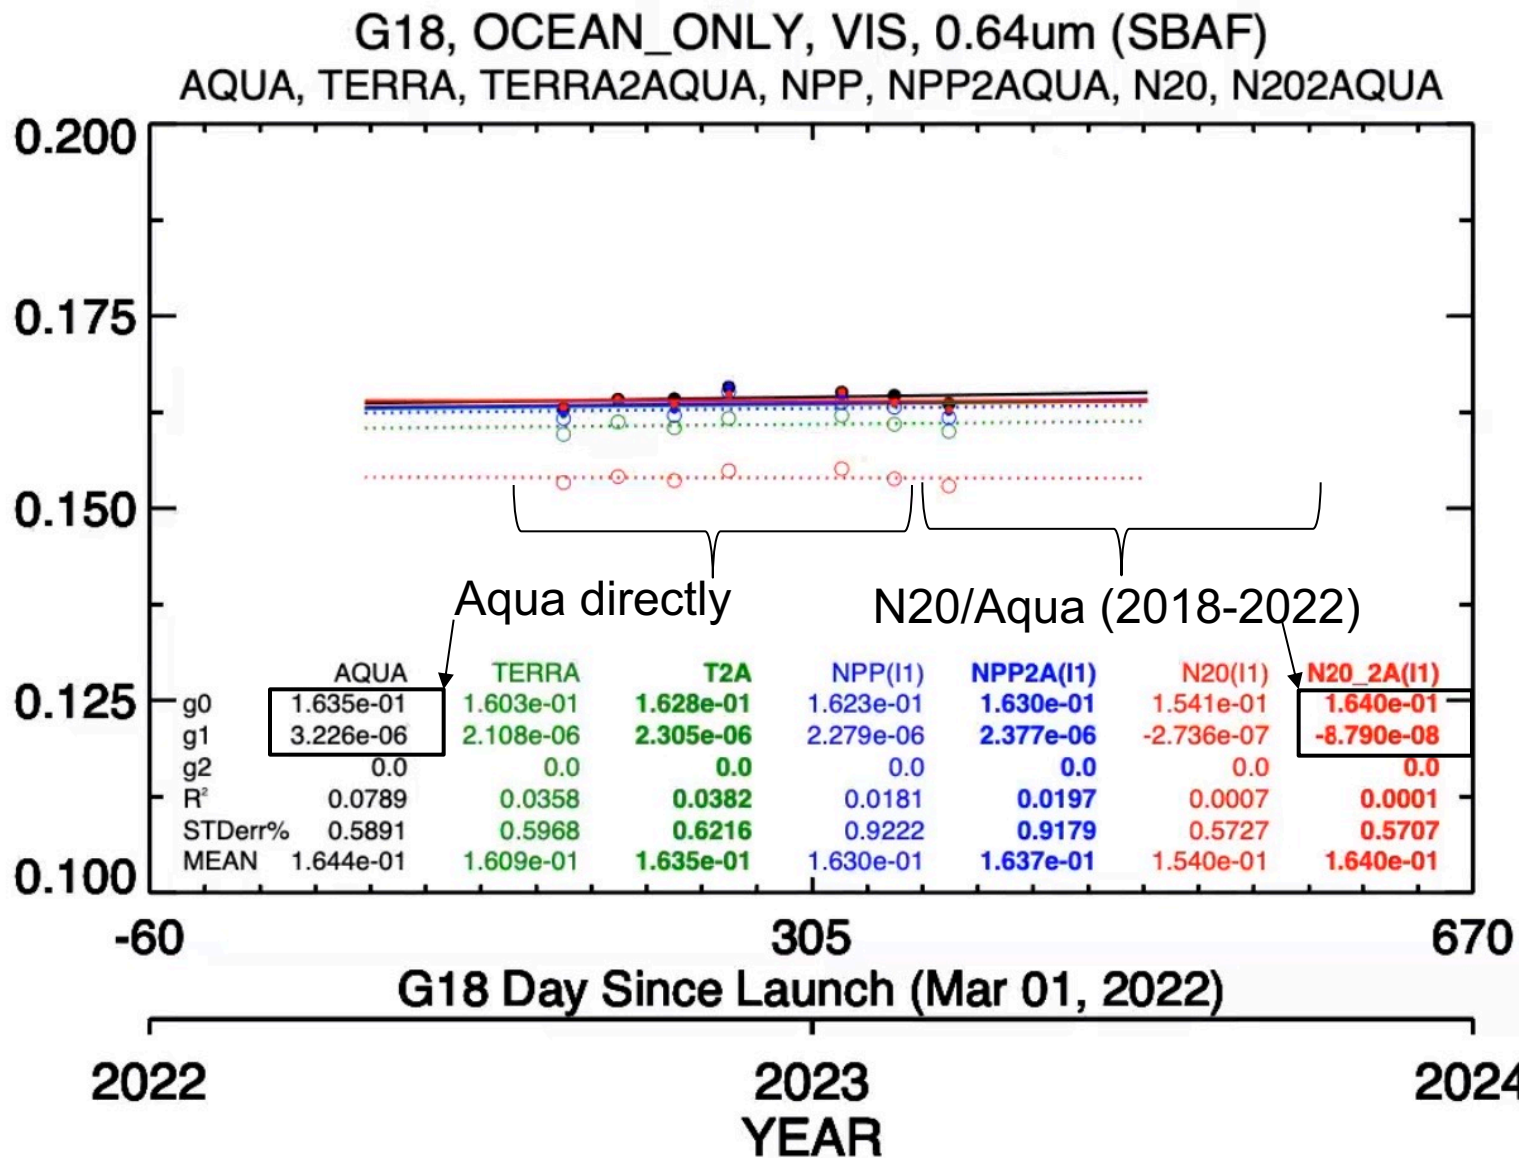 G18, OCEAN_ONLY, VIS, 0.64um (SBAF)
AQUA, TERRA, TERRA2AQUA, NPP, NPP2AQUA, N20, N202AQUA
0.200
0.175
0.150
Aqua directly N20/Aqua (2018-2022)
AQUA TERRA T2A NPP(I1) NPP2A(I1) N20(I1) N20_2A(I1)
0.125
g0 1.635e-01 1.603e-01 1.628e-01 1.623e-01 1.630e-01 1.541e-01 1.640e-01
g1 3.226e-06 2.108e-06 2.305e-06 2.279e-06 2.377e-06 -2.736e-07 -8.790e-08
g2 0.0 0.0 0.0 0.0 0.0 0.0 0.0
R² 0.0789 0.0358 0.0382 0.0181 0.0197 0.0007 0.0001
STDerr% 0.5891 0.5968 0.6216 0.9222 0.9179 0.5727 0.5707
MEAN 1.644e-01 1.609e-01 1.635e-01 1.630e-01 1.637e-01 1.540e-01 1.640e-01
0.100
-60 305 670
G18 Day Since Launch (Mar 01, 2022)
2022 2023 2024
YEAR